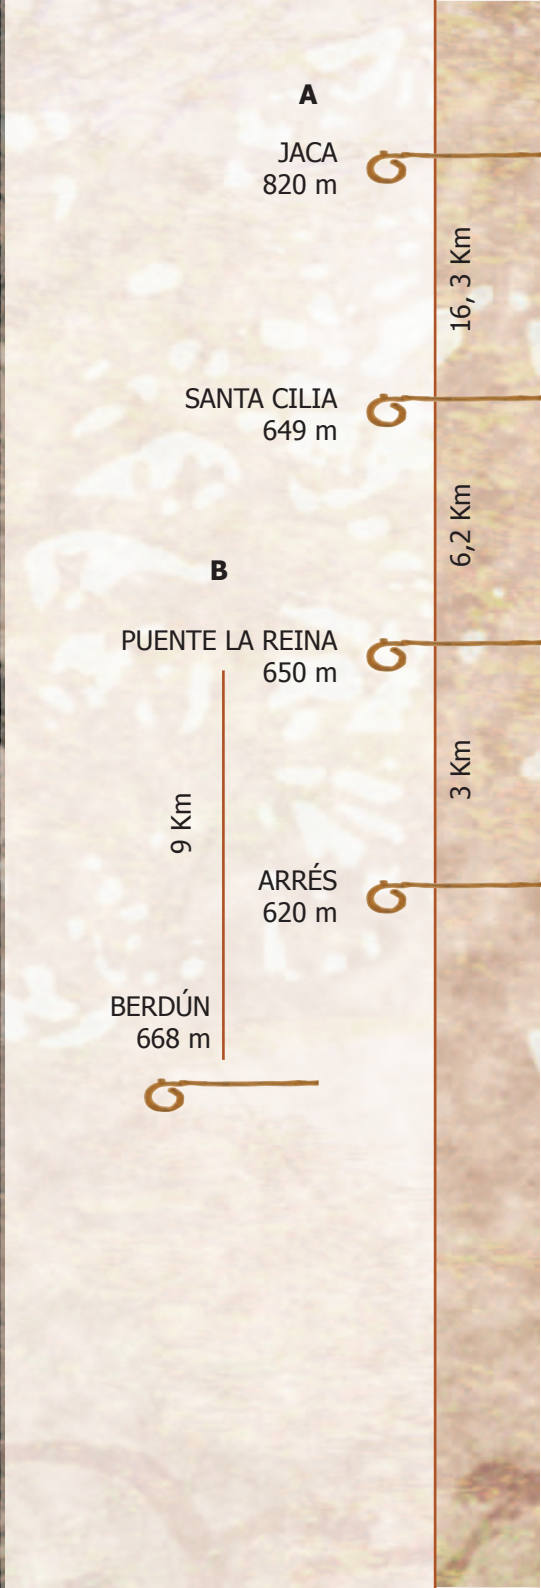 A
JACA
820 m
16, 3 Km
SANTA CILIA
649 m
6,2 Km
B
PUENTE LA REINA
650 m
3 Km
9 Km
ARRÉS
620 m
BERDÚN
668 m